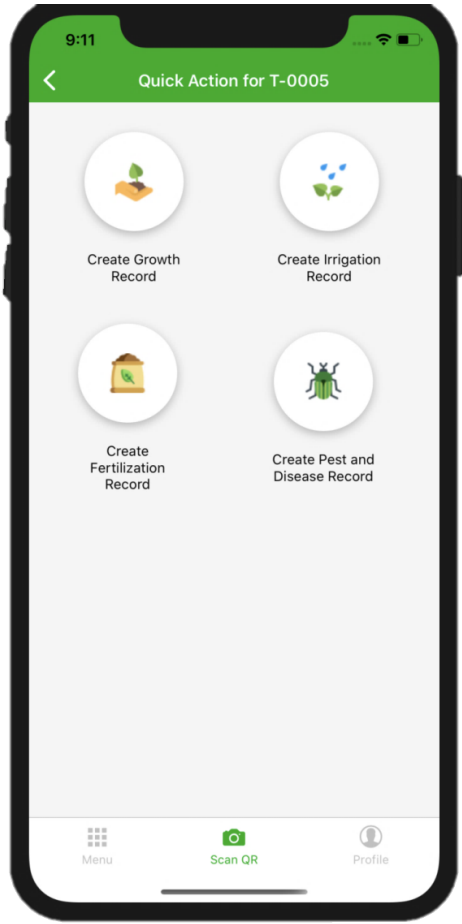 9:11
Quick Action for T-0005
Create Growth
Record
Create Irrigation
Record
Create
Fertilization
Record
Create Pest and
Disease Record
Menu
Scan QR
Profile